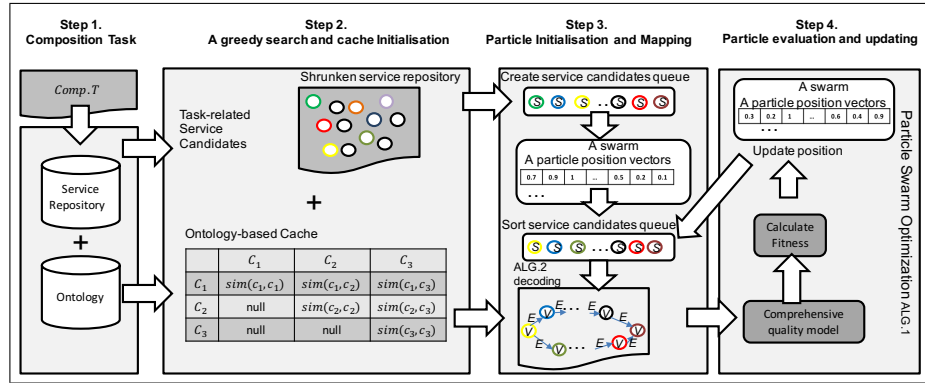 Step 1.
Composition Task
Comp.T
Service
Repository
+
Ontology
Step 2.
A greedy search and cache Initialisation
Shrunken service repository
Task-related
Service
Candidates
+
Ontology-based Cache
C₁ C₂ C₃
C₁ sim(c₁, c₁) sim(c₁, c₂) sim(c₁, c₃)
C₂ null sim(c₂, c₂) sim(c₂, c₃)
C₃ null null sim(c₃, c₃)
Step 3.
Particle Initialisation and Mapping
Create service candidates queue
S S S ... S S S
A swarm
A particle position vectors
0.7 0.9 1 .. 0.5 0.2 0.1
...
Sort service candidates queue
S S S ... S S S
ALG.2
decoding
E V E ... E V E
V V
E V E ... E V E
Step 4.
Particle evaluation and updating
A swarm
A particle position vectors
0.3 0.2 1 .. 0.6 0.4 0.9
...
Update position
Calculate
Fitness
Comprehensive
quality model
Particle Swarm Optimization ALG.1